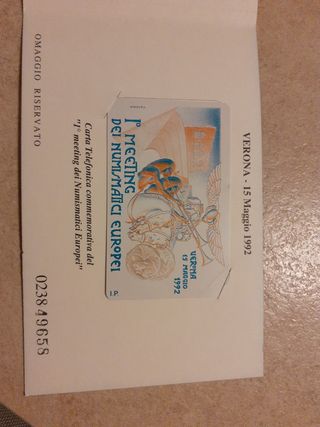 VERONA - 15 Maggio 1992
1° MEETING
DEI NUMISMATICI EUROPEI
VERONA
15 MAGGIO
1992
I.P.
Carta Telefonica commemorativa del
"1° meeting dei Numismatici Europei"
OMAGGIO RISERVATO
023849658